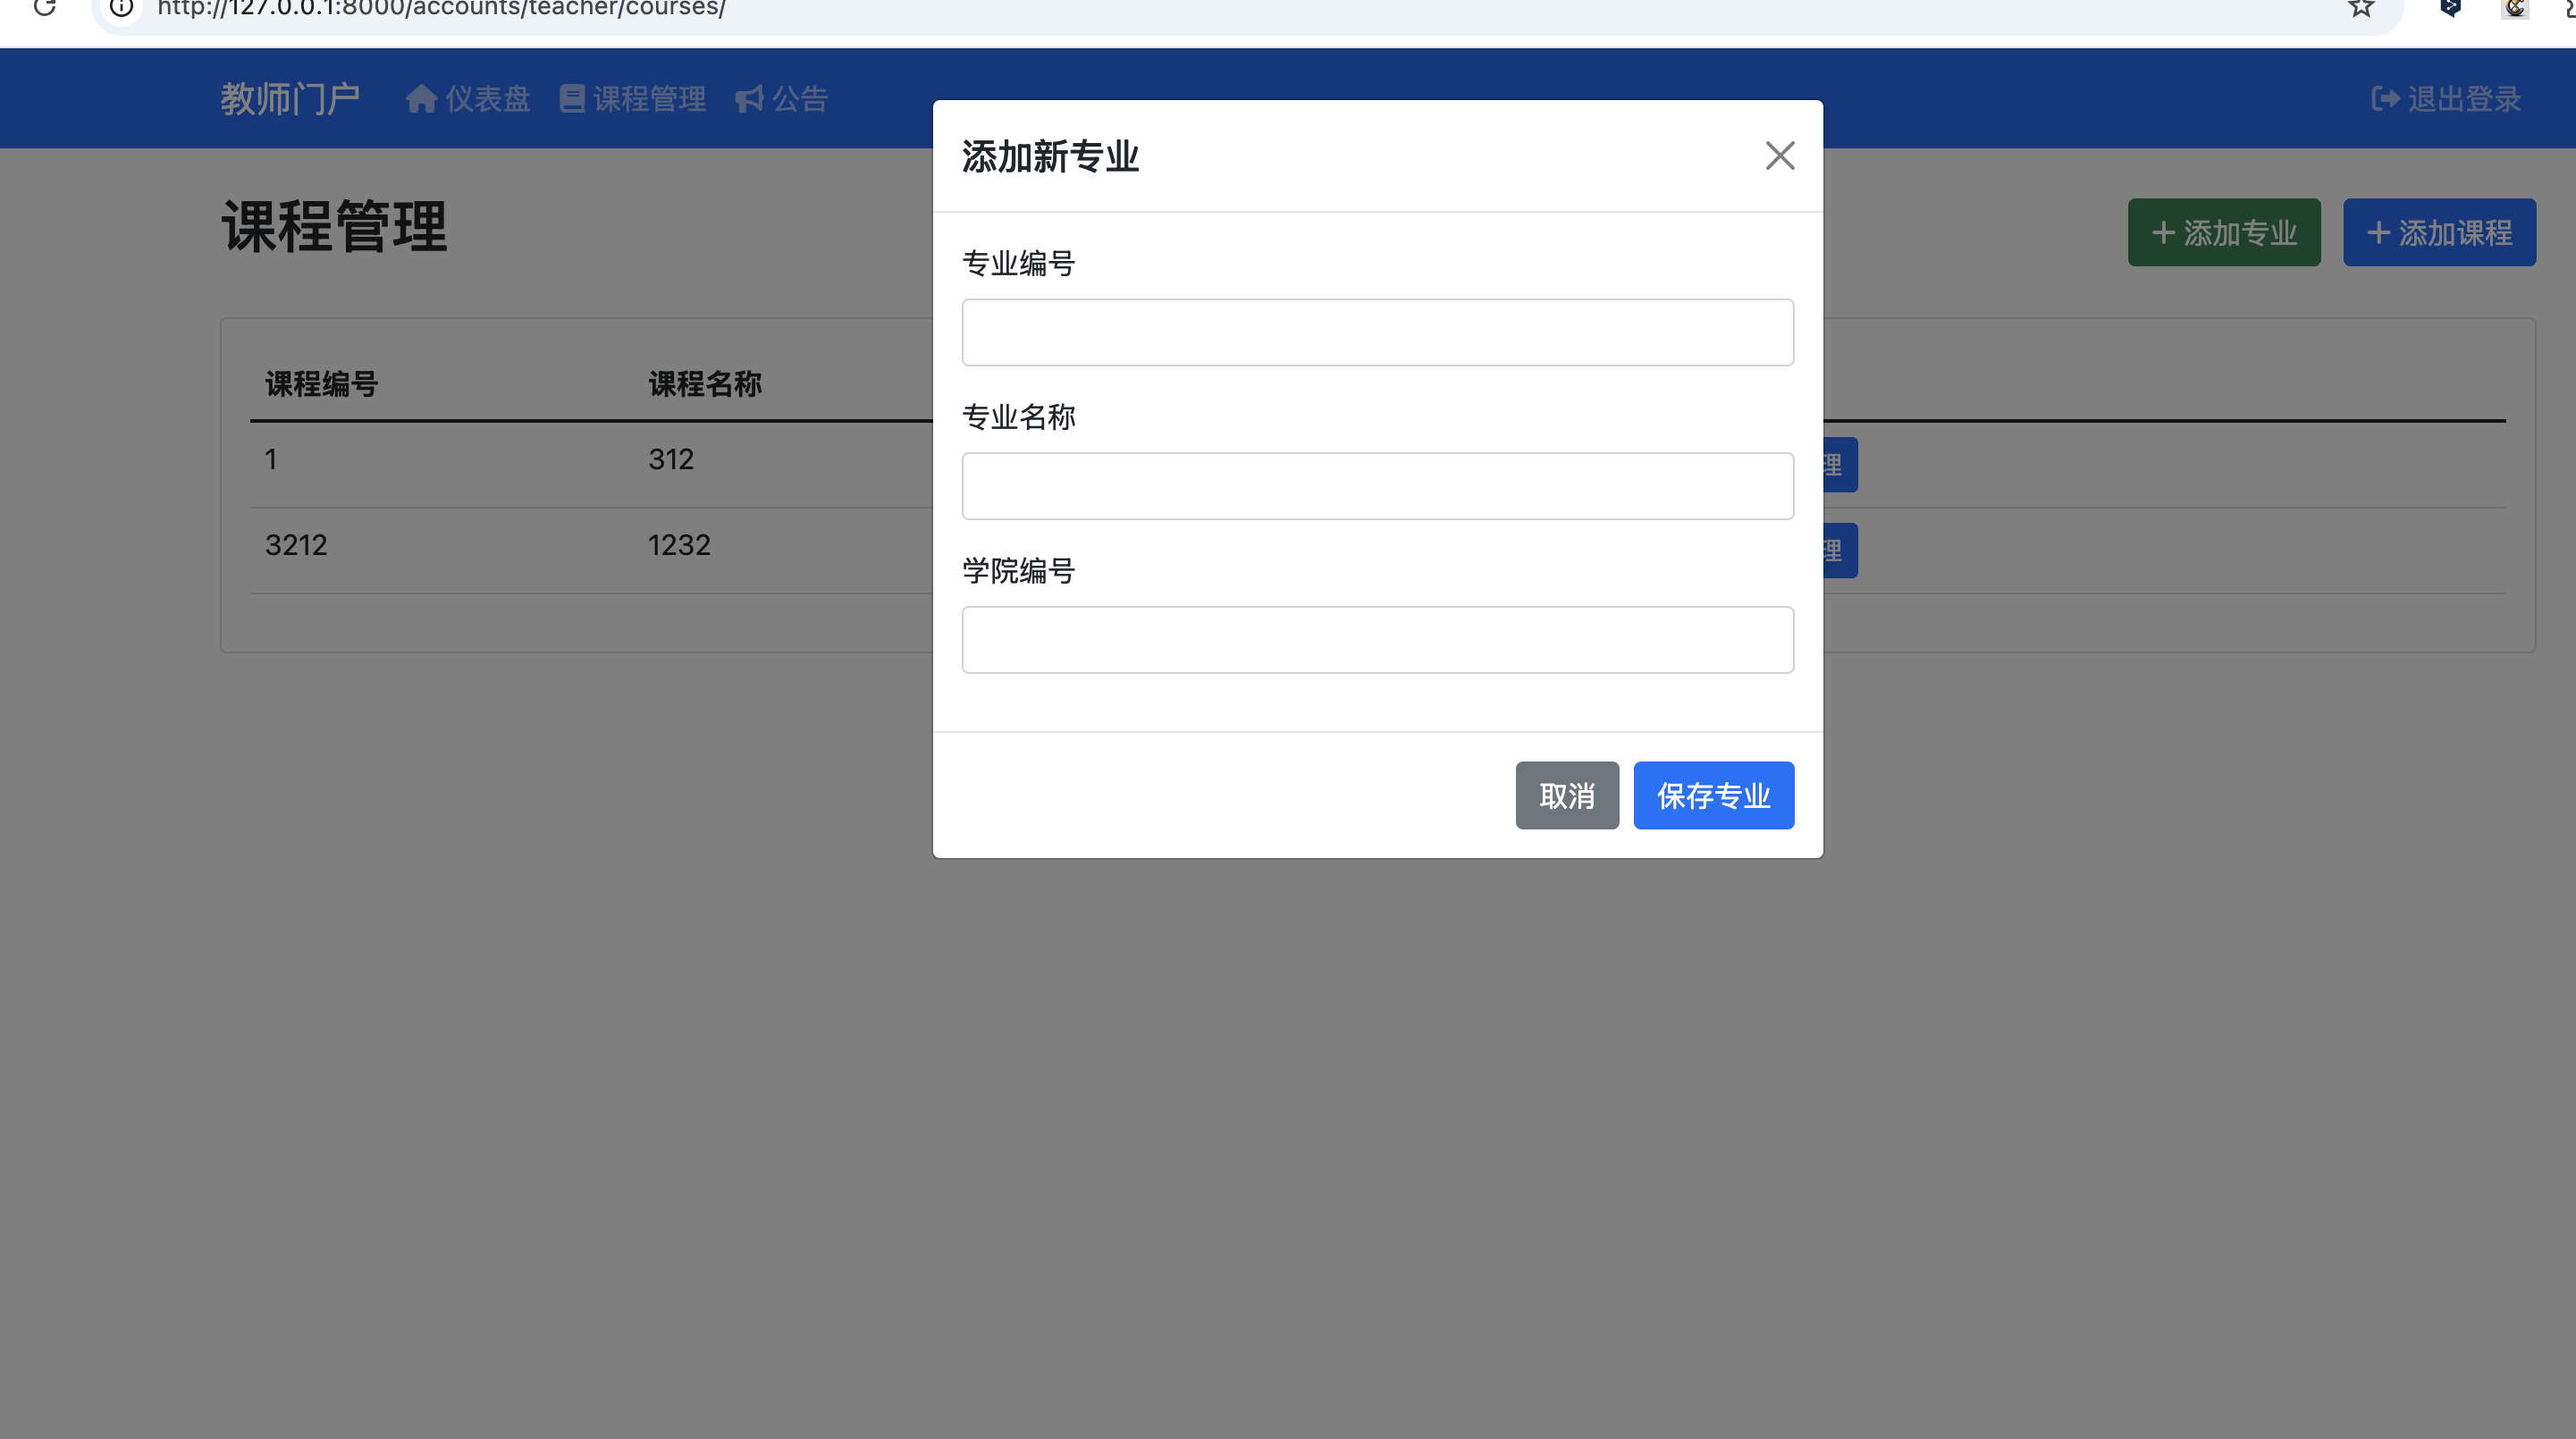 http://127.0.0.1:8000/accounts/teacher/courses/
教师门户 仪表盘 课程管理 公告 退出登录
课程管理
添加专业 添加课程
课程编号 课程名称
1 312 理
3212 1232 理
添加新专业
专业编号
专业名称
学院编号
取消 保存专业